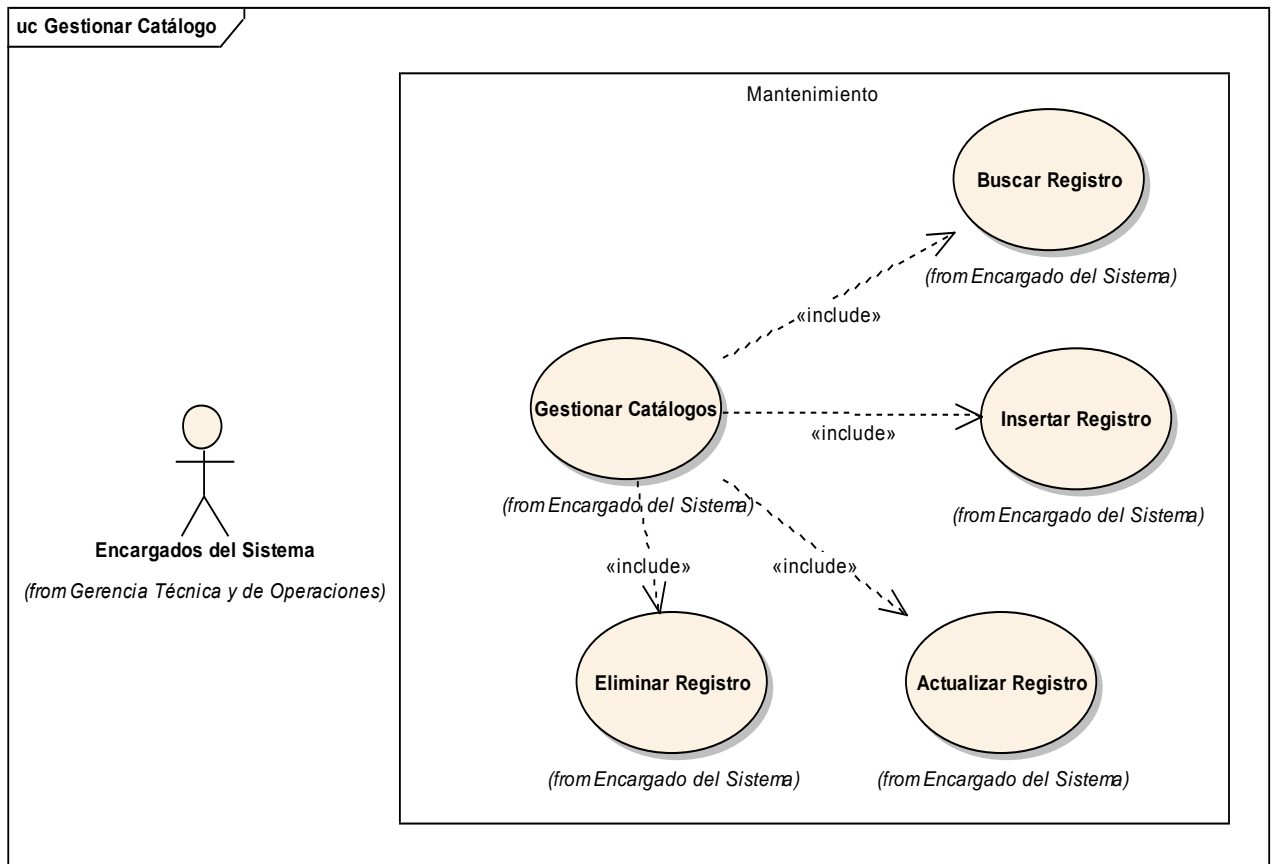 uc Gestionar Catálogo
Mantenimiento
Buscar Registro
(from Encargado del Sistema)
«include»
Gestionar Catálogos
(from Encargado del Sistema)
«include»
Insertar Registro
(from Encargado del Sistema)
Encargados del Sistema
(from Gerencia Técnica y de Operaciones)
«include»
«include»
Eliminar Registro
(from Encargado del Sistema)
Actualizar Registro
(from Encargado del Sistema)